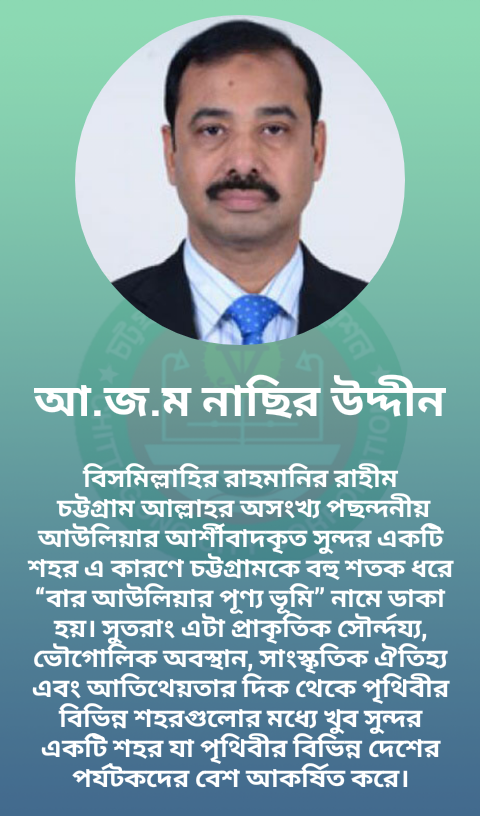 আ.জ.ম নাছির উদ্দীন
বিসমিল্লাহির রাহমানির রাহীম
চট্টগ্রাম আল্লাহর অসংখ্য পছন্দনীয়
আউলিয়ার আর্শীবাদকৃত সুন্দর একটি
শহর এ কারণে চট্টগ্রামকে বহু শতক ধরে
“বার আউলিয়ার পূণ্য ভূমি” নামে ডাকা
হয়। সুতরাং এটা প্রাকৃতিক সৌর্ন্দয্য,
ভৌগোলিক অবস্থান, সাংস্কৃতিক ঐতিহ্য
এবং আতিথেয়তার দিক থেকে পৃথিবীর
বিভিন্ন শহরগুলোর মধ্যে খুব সুন্দর
একটি শহর যা পৃথিবীর বিভিন্ন দেশের
পর্যটকদের বেশ আকর্ষিত করে।